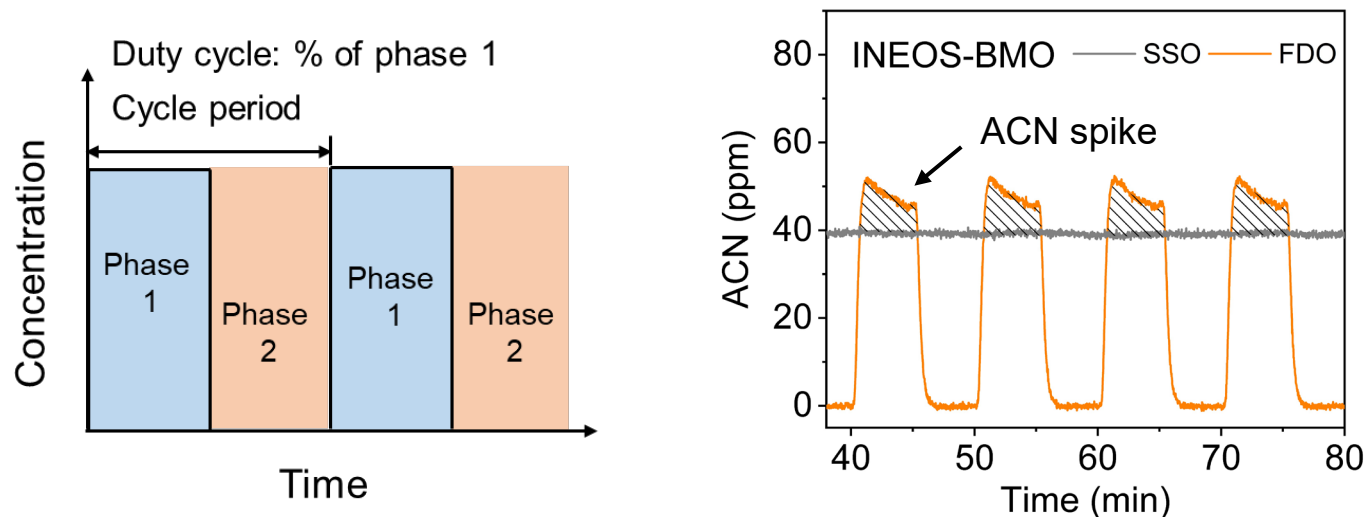 Duty cycle: % of phase 1
Cycle period
Concentration
Phase
1
Phase
2
Phase
1
Phase
2
Time
INEOS-BMO
SSO
FDO
ACN spike
ACN (ppm)
80
60
40
20
0
40
50
60
70
80
Time (min)